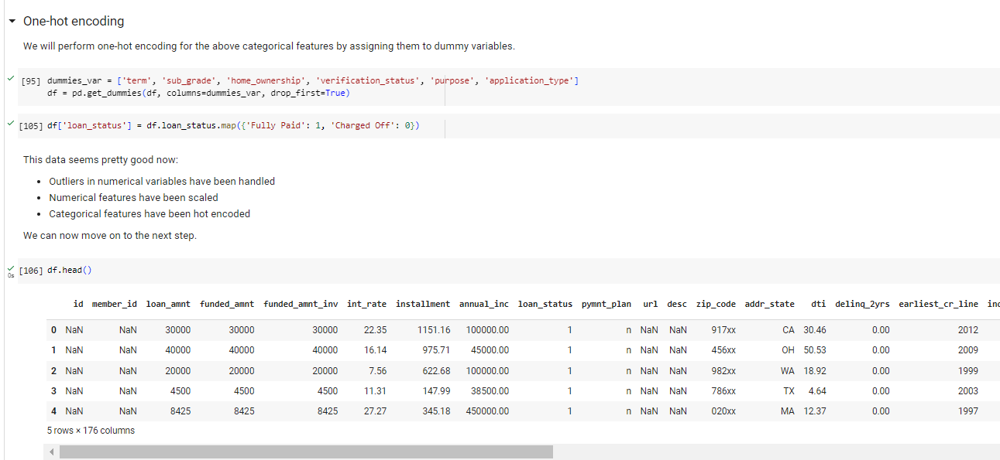 One-hot encoding
We will perform one-hot encoding for the above categorical features by assigning them to dummy variables.
[95] dummies_var = ['term', 'sub_grade', 'home_ownership', 'verification_status', 'purpose', 'application_type']
df = pd.get_dummies(df, columns=dummies_var, drop_first=True)
[105] df['loan_status'] = df.loan_status.map({'Fully Paid': 1, 'Charged Off': 0})
This data seems pretty good now:
• Outliers in numerical variables have been handled
• Numerical features have been scaled
• Categorical features have been hot encoded
We can now move on to the next step.
[106] df.head()
0s
id member_id loan_amnt funded_amnt funded_amnt_inv int_rate installment annual_inc loan_status pymnt_plan url desc zip_code addr_state dti delinq_2yrs earliest_cr_line
0 NaN NaN 30000 30000 30000 22.35 1151.16 100000.00 1 n NaN NaN 917xx CA 30.46 0.00 2012
1 NaN NaN 40000 40000 40000 16.14 975.71 45000.00 1 n NaN NaN 456xx OH 50.53 0.00 2009
2 NaN NaN 20000 20000 20000 7.56 622.68 100000.00 1 n NaN NaN 982xx WA 18.92 0.00 1999
3 NaN NaN 4500 4500 4500 11.31 147.99 38500.00 1 n NaN NaN 786xx TX 4.64 0.00 2003
4 NaN NaN 8425 8425 8425 27.27 345.18 450000.00 1 n NaN NaN 020xx MA 12.37 0.00 1997
5 rows × 176 columns